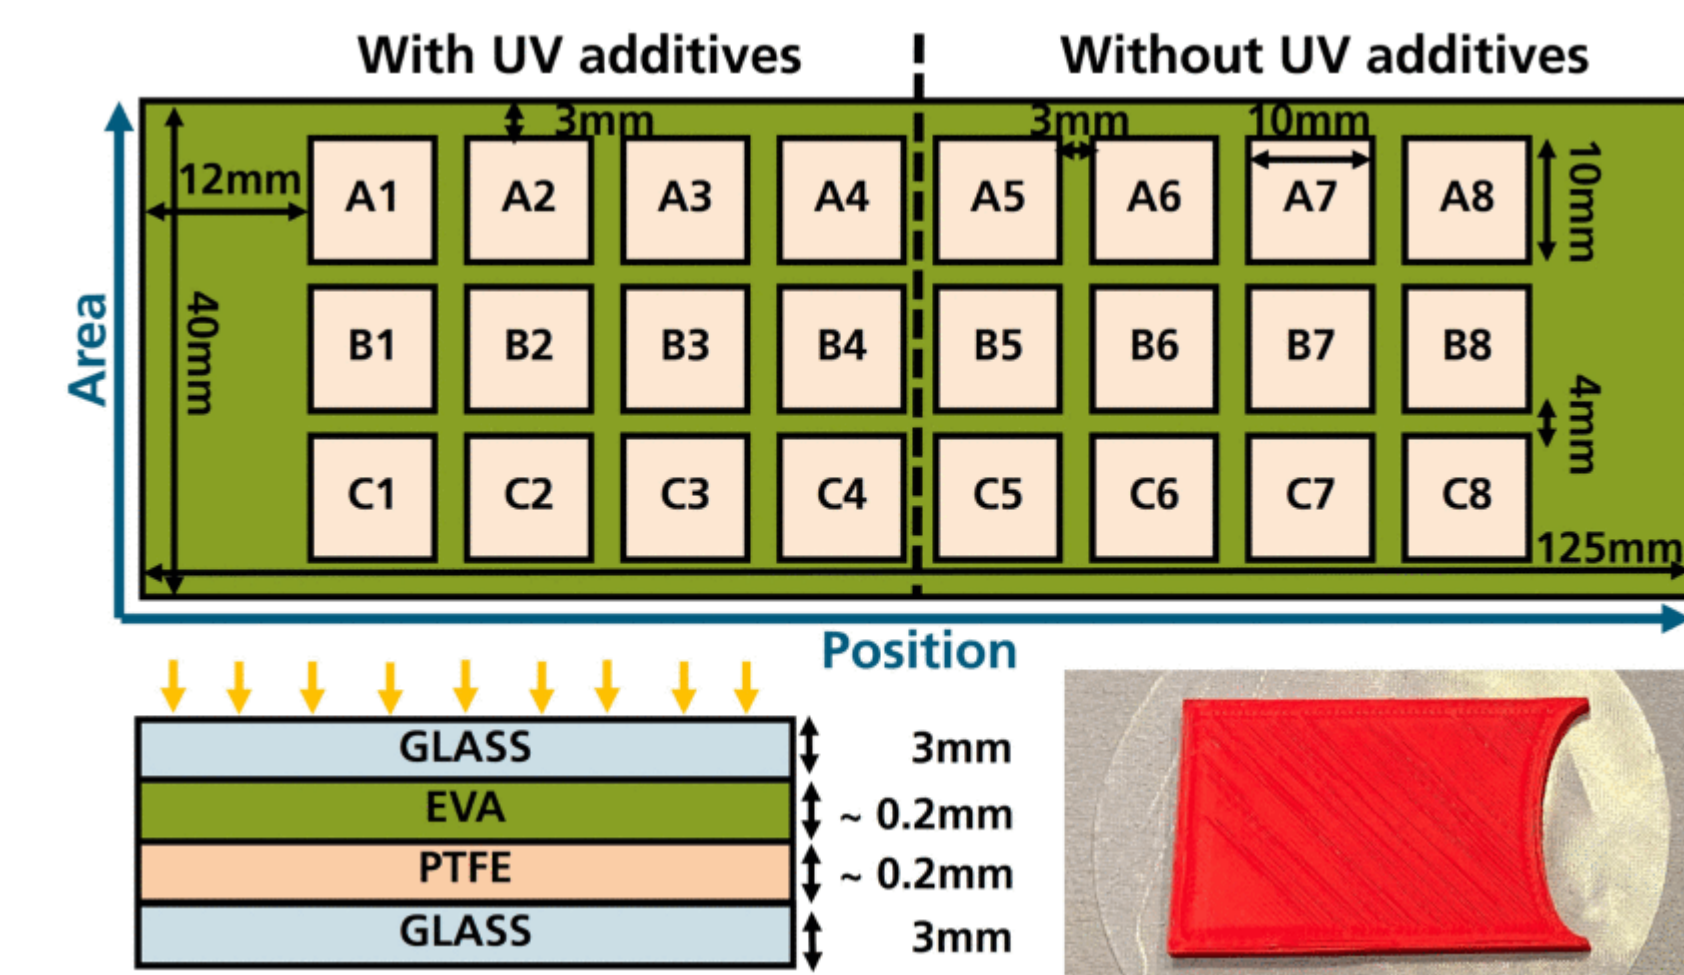 With UV additives
Without UV additives
3mm
3mm
10mm
12mm
A1 A2 A3 A4 A5 A6 A7 A8
10mm
40mm
B1 B2 B3 B4 B5 B6 B7 B8
4mm
C1 C2 C3 C4 C5 C6 C7 C8
125mm
Area
Position
GLASS 3mm
EVA ~ 0.2mm
PTFE ~ 0.2mm
GLASS 3mm